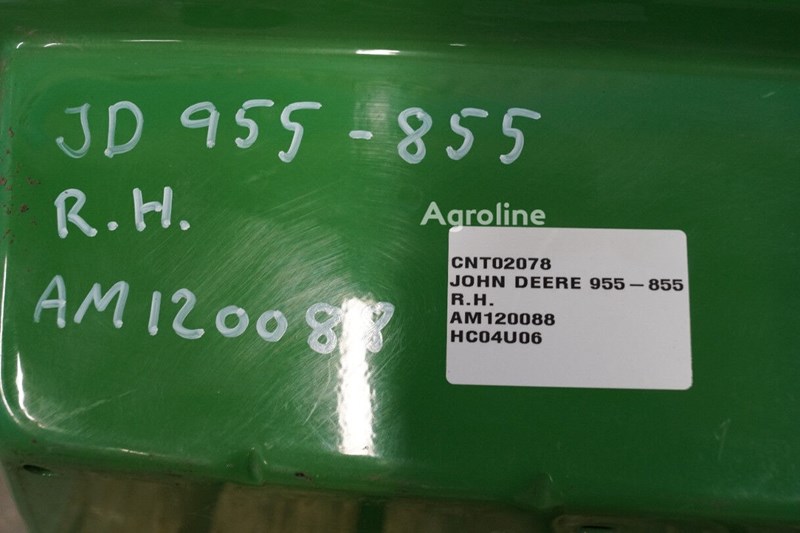 JD 955-855
R.H.
AM120088
Agroline
CNT02078
JOHN DEERE 955-855
R.H.
AM120088
HC04U06